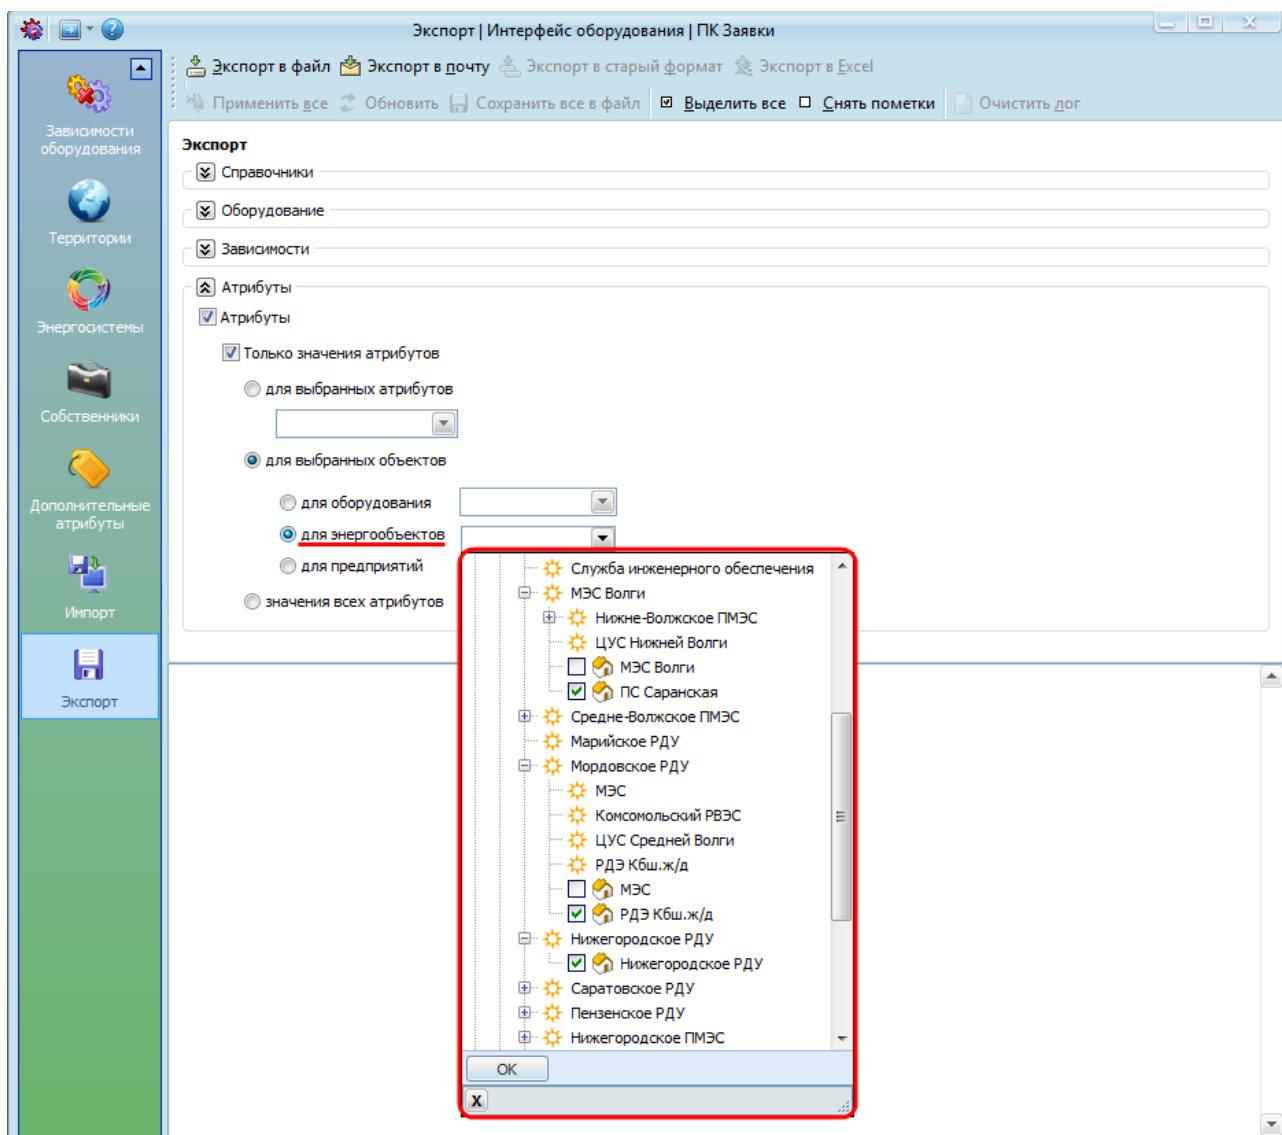 Экспорт | Интерфейс оборудования | ПК Заявки
Экспорт в файл Экспорт в почту Экспорт в старый формат Экспорт в Excel
Применить все Обновить Сохранить все в файл Выделить все Снять пометки Очистить лог
Зависимости
оборудования
Территории
Энергосистемы
Собственники
Дополнительные
атрибуты
Импорт
Экспорт
Экспорт
Справочники
Оборудование
Зависимости
Атрибуты
Атрибуты
Только значения атрибутов
для выбранных атрибутов
для выбранных объектов
для оборудования
для энергообъектов
для предприятий
значения всех атрибутов
Служба инженерного обеспечения
МЭС Волги
Нижне-Волжское ПМЭС
ЦУС Нижней Волги
МЭС Волги
ПС Саранская
Средне-Волжское ПМЭС
Марийское РДУ
Мордовское РДУ
МЭС
Комсомольский РВЭС
ЦУС Средней Волги
РДЭ Кбш.ж/д
МЭС
РДЭ Кбш.ж/д
Нижегородское РДУ
Нижегородское РДУ
Саратовское РДУ
Пензенское РДУ
Нижегородское ПМЭС
OK
X